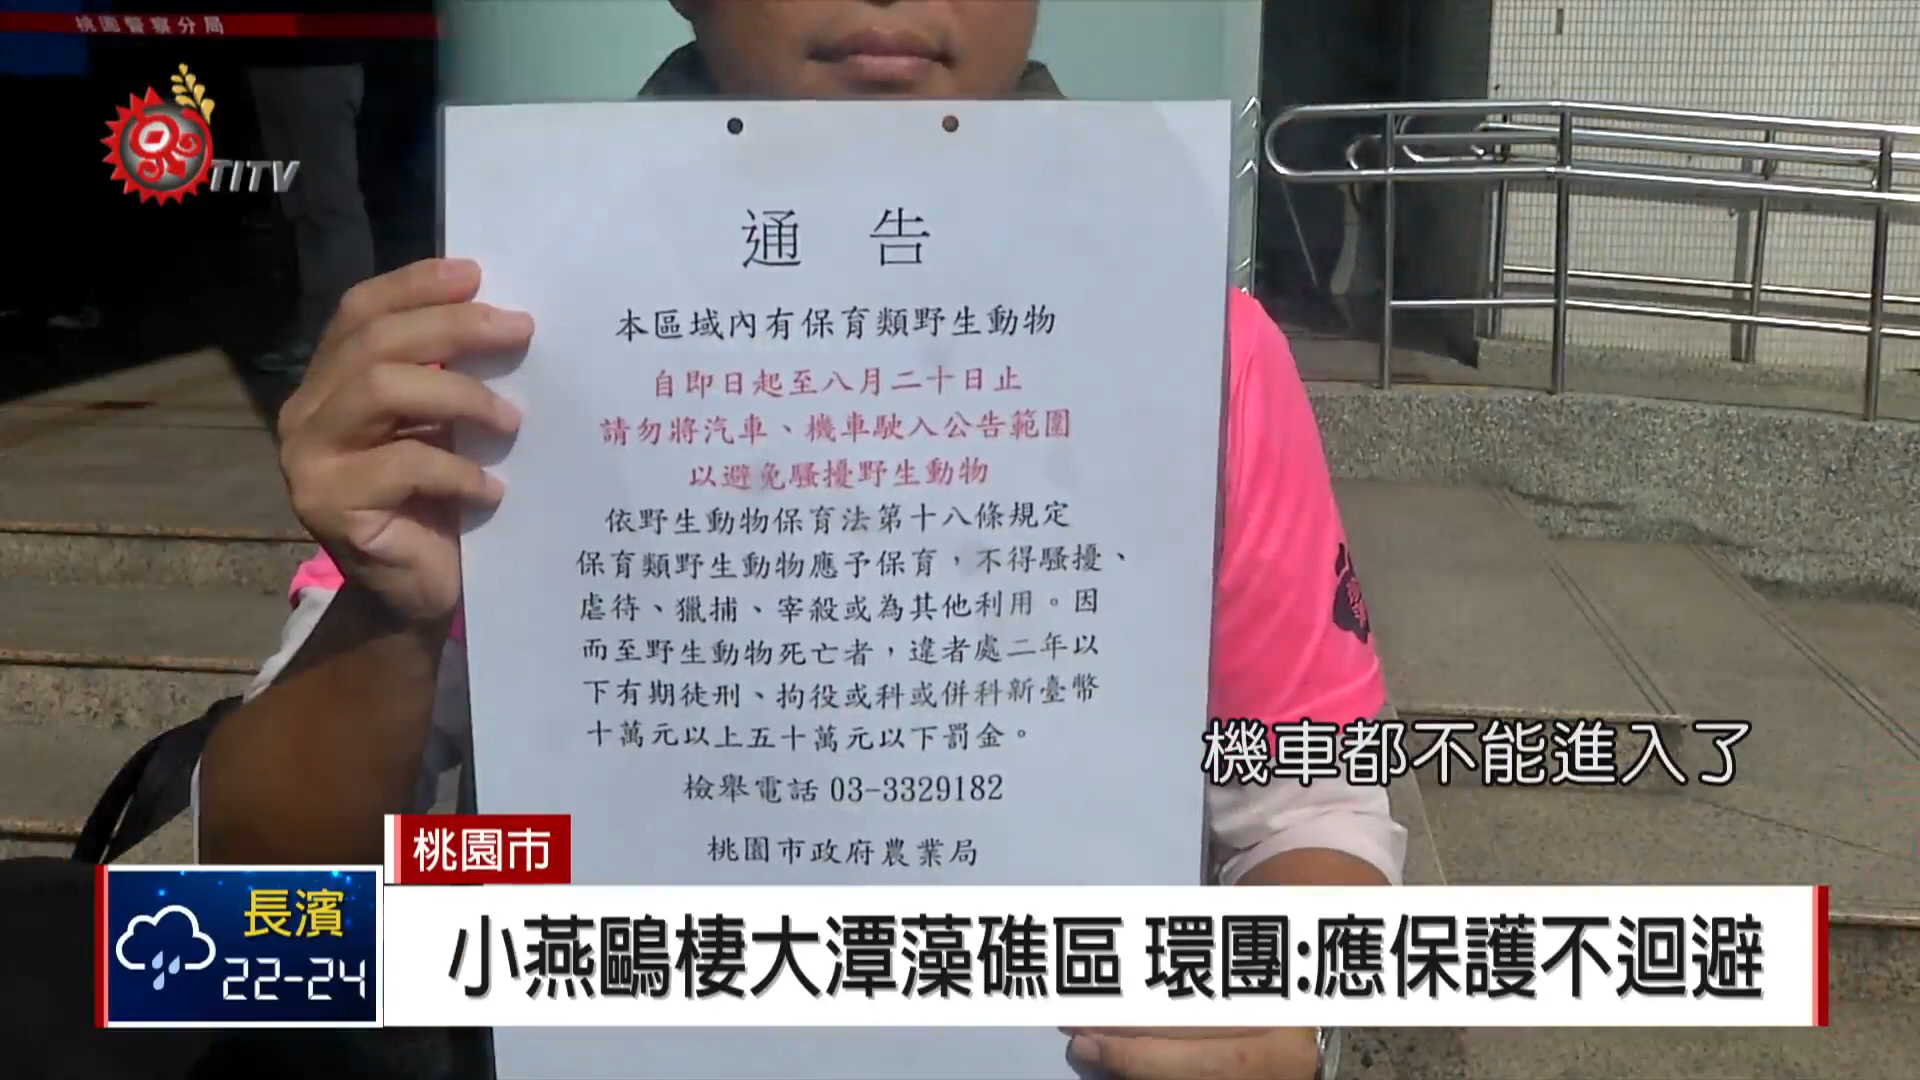 桃園警察分局
TITV
通 告
本區域內有保育類野生動物
自即日起至八月二十日止
請勿將汽車、機車駛入公告範圍
以避免騷擾野生動物
依野生動物保育法第十八條規定
保育類野生動物應予保育，不得騷擾、
虐待、獵捕、宰殺或為其他利用。因
而至野生動物死亡者，違者處二年以
下有期徒刑、拘役或科或併科新臺幣
十萬元以上五十萬元以下罰金。
檢舉電話 03-3329182
桃園市政府農業局
機車都不能進入了
桃園市
長濱
22-24
小燕鷗棲大潭藻礁區 環團:應保護不迴避